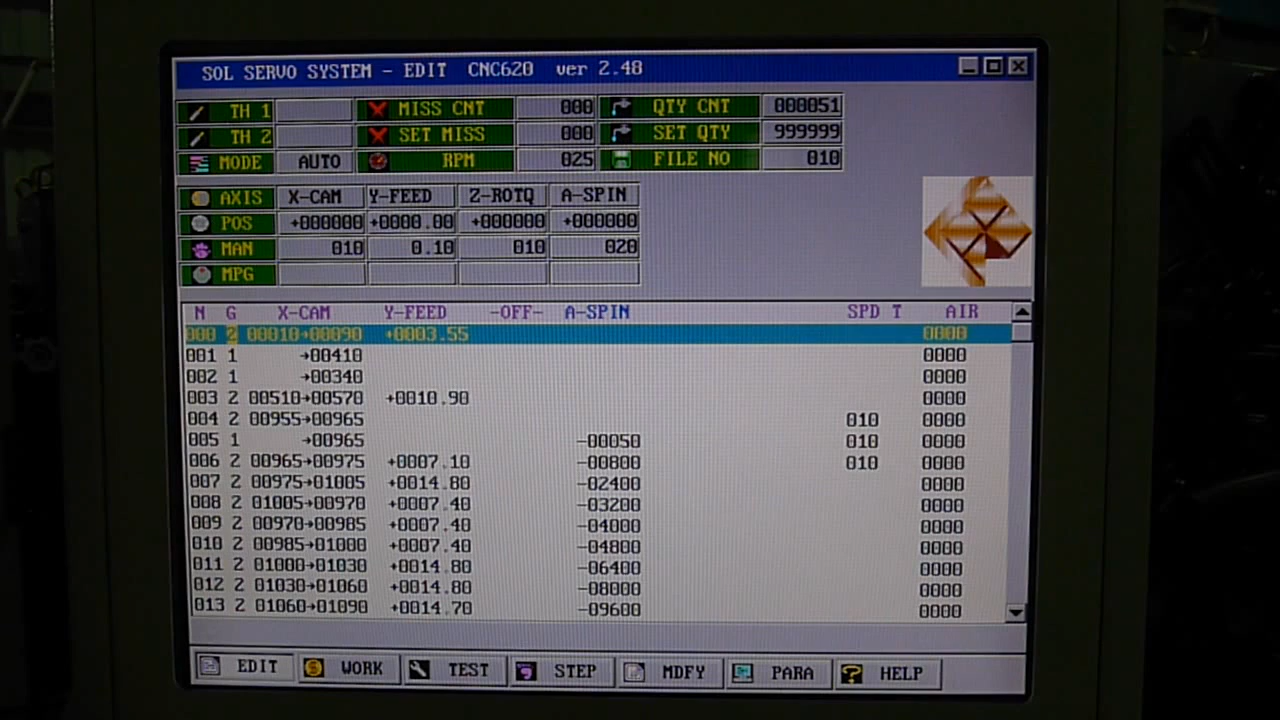 SOL SERVO SYSTEM - EDIT CNC620 ver 2.48
TH 1 MISS CNT 000 QTY CNT 000051
TH 2 SET MISS 000 SET QTY 999999
MODE AUTO RPM 025 FILE NO 010
AXIS X-CAM Y-FEED Z-ROTQ A-SPIN
POS +000000 +0000.00 +000000 +000000
MAN 010 0.10 010 020
MPG
N G X-CAM Y-FEED -OFF- A-SPIN SPD T AIR
000 2 00010→00090 +0003.55 0000
001 1 →00410 0000
002 1 →00340 0000
003 2 00510→00570 +0010.90 0000
004 2 00955→00965 010 0000
005 1 →00965 -00050 010 0000
006 2 00965→00975 +0007.10 -00800 010 0000
007 2 00975→01005 +0014.80 -02400 0000
008 2 01005→00970 +0007.40 -03200 0000
009 2 00970→00985 +0007.40 -04000 0000
010 2 00985→01000 +0007.40 -04800 0000
011 2 01000→01030 +0014.80 -06400 0000
012 2 01030→01060 +0014.80 -08000 0000
013 2 01060→01090 +0014.70 -09600 0000
EDIT WORK TEST STEP MDFY PARA HELP